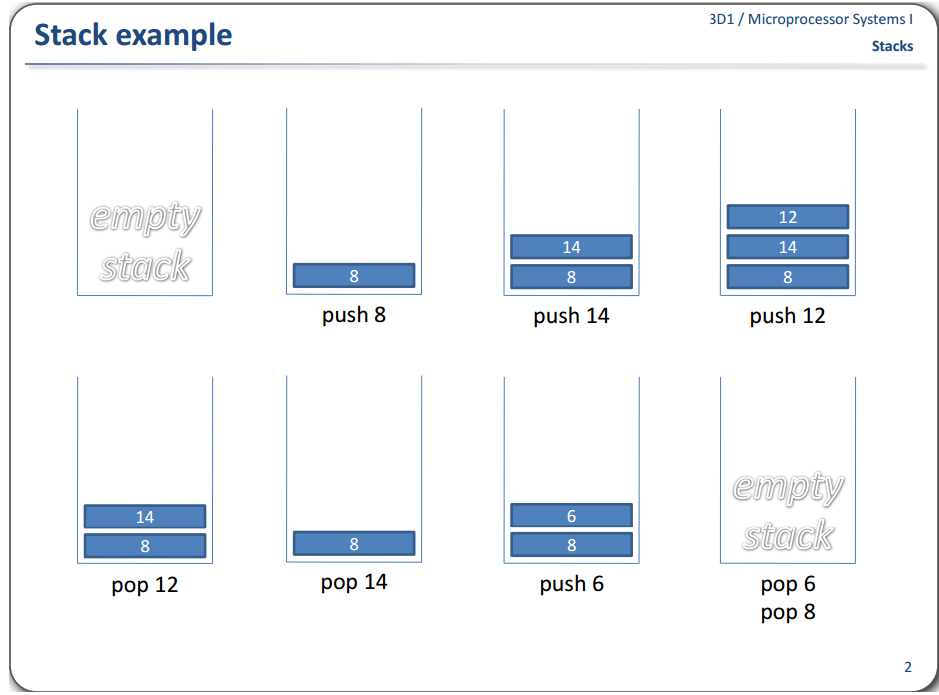 Stack example
3D1 / Microprocessor Systems I
Stacks
empty
stack
8
push 8
14
8
push 14
12
14
8
push 12
14
8
pop 12
8
pop 14
6
8
push 6
empty
stack
pop 6
pop 8
2